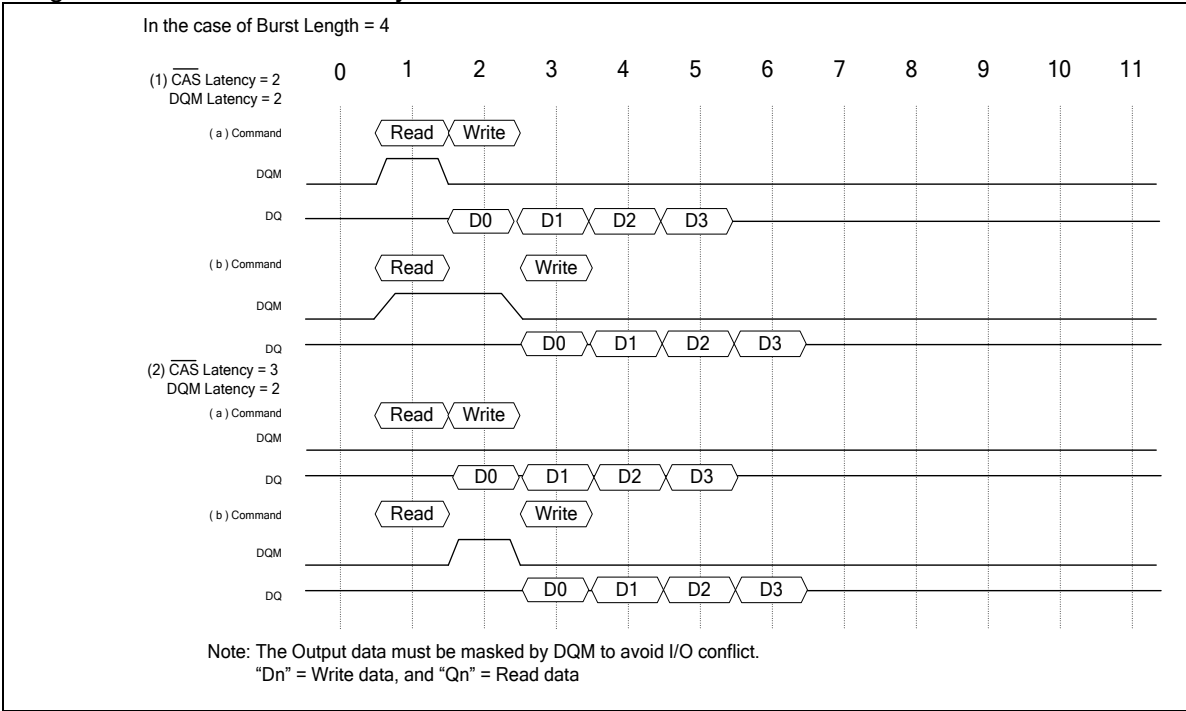 In the case of Burst Length = 4
0 1 2 3 4 5 6 7 8 9 10 11
(1) CAS Latency = 2
DQM Latency = 2
( a ) Command Read Write
DQM
DQ D0 D1 D2 D3
( b ) Command Read Write
DQM
DQ D0 D1 D2 D3
(2) CAS Latency = 3
DQM Latency = 2
( a ) Command Read Write
DQM
DQ D0 D1 D2 D3
( b ) Command Read Write
DQM
DQ D0 D1 D2 D3
Note: The Output data must be masked by DQM to avoid I/O conflict.
“Dn” = Write data, and “Qn” = Read data